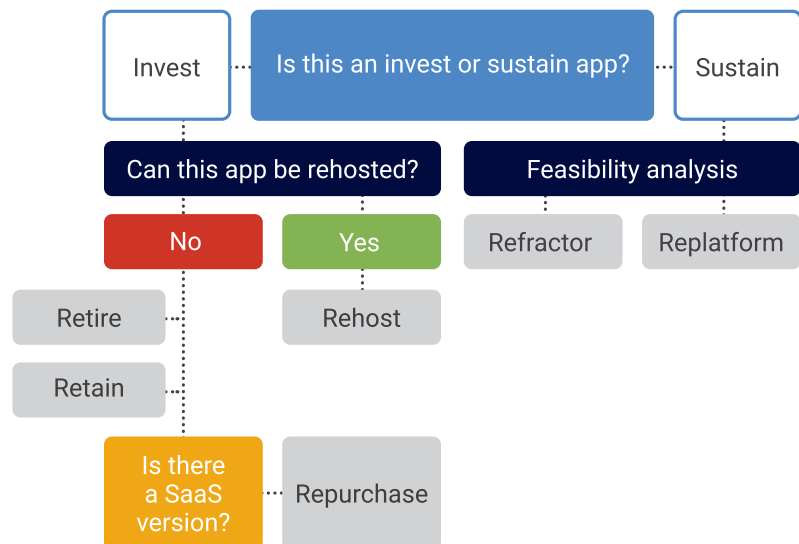 Invest
Is this an invest or sustain app?
Sustain
Can this app be rehosted?
Feasibility analysis
No
Yes
Refractor
Replatform
Retire
Rehost
Retain
Is there
a SaaS
version?
Repurchase